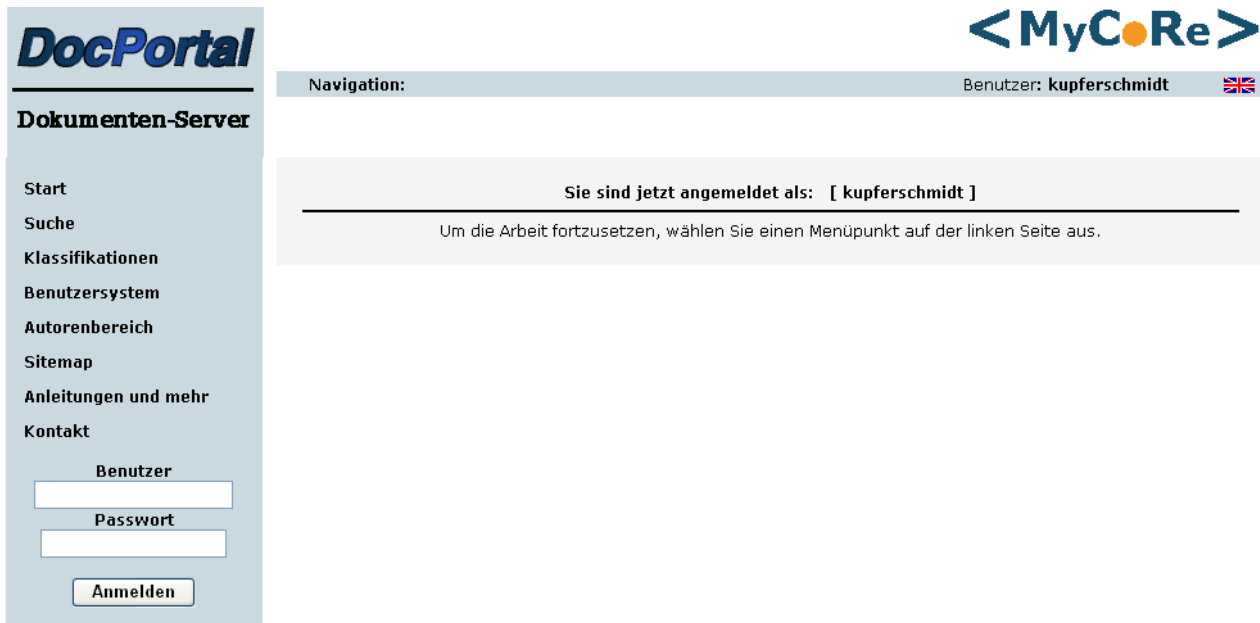 DocPortal
<MyCoRe>
Navigation:
Benutzer: kupferschmidt
Dokumenten-Server
Start
Suche
Klassifikationen
Benutzersystem
Autorenbereich
Sitemap
Anleitungen und mehr
Kontakt
Benutzer
Passwort
Anmelden
Sie sind jetzt angemeldet als: [ kupferschmidt ]
Um die Arbeit fortzusetzen, wählen Sie einen Menüpunkt auf der linken Seite aus.